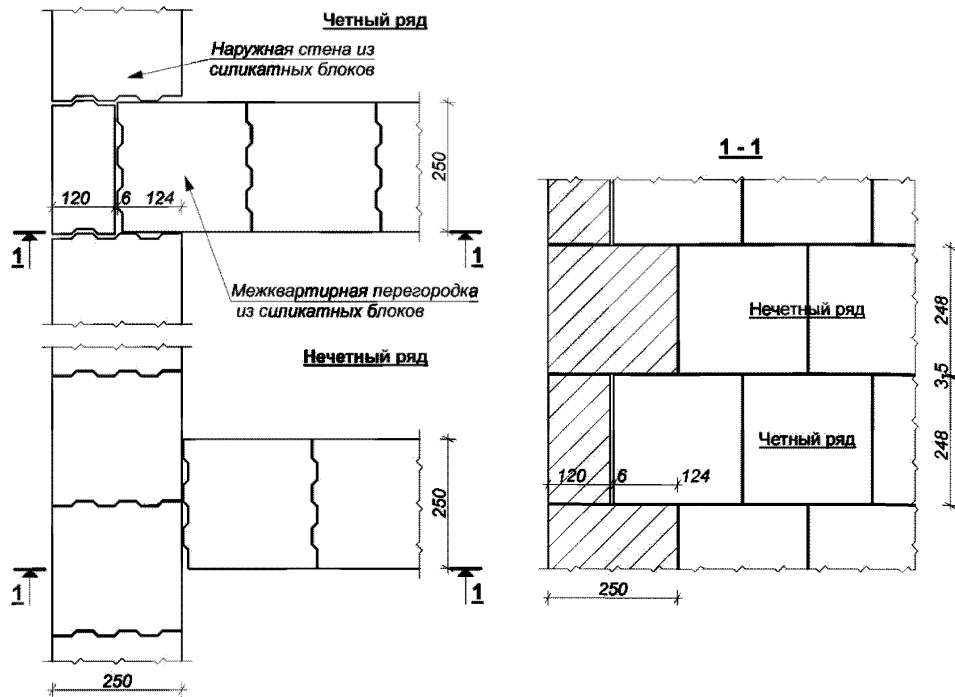 Четный ряд
Наружная стена из
силикатных блоков
120 6 124
250
1 1
Межквартирная перегородка
из силикатных блоков
Нечетный ряд
250
1 1
250
1 - 1
Нечетный ряд
248
3-5
Четный ряд
248
120 6 124
250